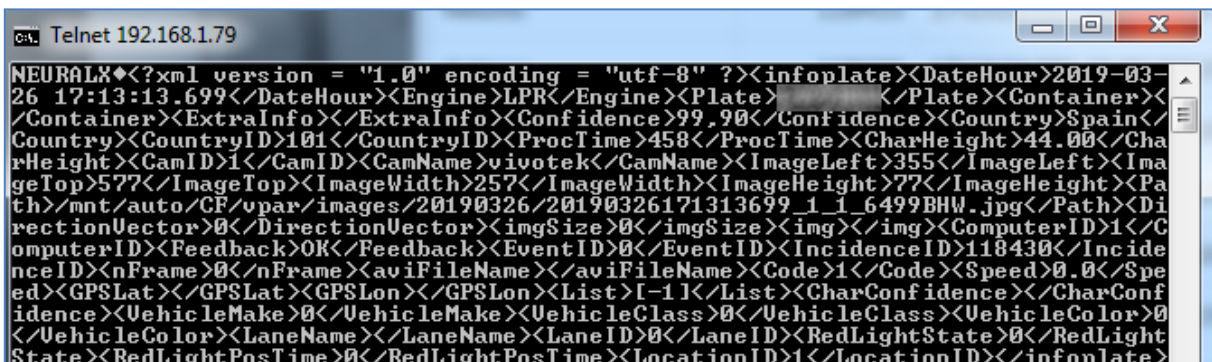 Telnet 192.168.1.79
NEURALX♦<?xml version = "1.0" encoding = "utf-8" ?><infoplate><DateHour>2019-03-
26 17:13:13.699</DateHour><Engine>LPR</Engine><Plate></Plate><Container><
/Container><ExtraInfo></ExtraInfo><Confidence>99,90</Confidence><Country>Spain</
Country><CountryID>101</CountryID><ProcTime>458</ProcTime><CharHeight>44.00</Cha
rHeight><CamID>1</CamID><CamName>vivotek</CamName><ImageLeft>355</ImageLeft><Ima
geTop>577</ImageTop><ImageWidth>257</ImageWidth><ImageHeight>77</ImageHeight><Pa
th>/mnt/auto/CF/vpar/images/20190326/20190326171313699_1_1_6499BHW.jpg</Path><Di
rectionVector>0</DirectionVector><imgSize>0</imgSize><img></img><ComputerID>1</C
omputerID><Feedback>OK</Feedback><EventID>0</EventID><IncidenceID>118430</Incide
nceID><nFrame>0</nFrame><aviFileName></aviFileName><Code>1</Code><Speed>0.0</Spe
ed><GPSLat></GPSLat><GPSLon></GPSLon><List>[-1]</List><CharConfidence></CharConf
idence><VehicleMake>0</VehicleMake><VehicleClass>0</VehicleClass><VehicleColor>0
</VehicleColor><LaneName></LaneName><LaneID>0</LaneID><RedLightState>0</RedLight
State><RedLightPosTime>0</RedLightPosTime><LocationID>1</LocationID></infoplate>